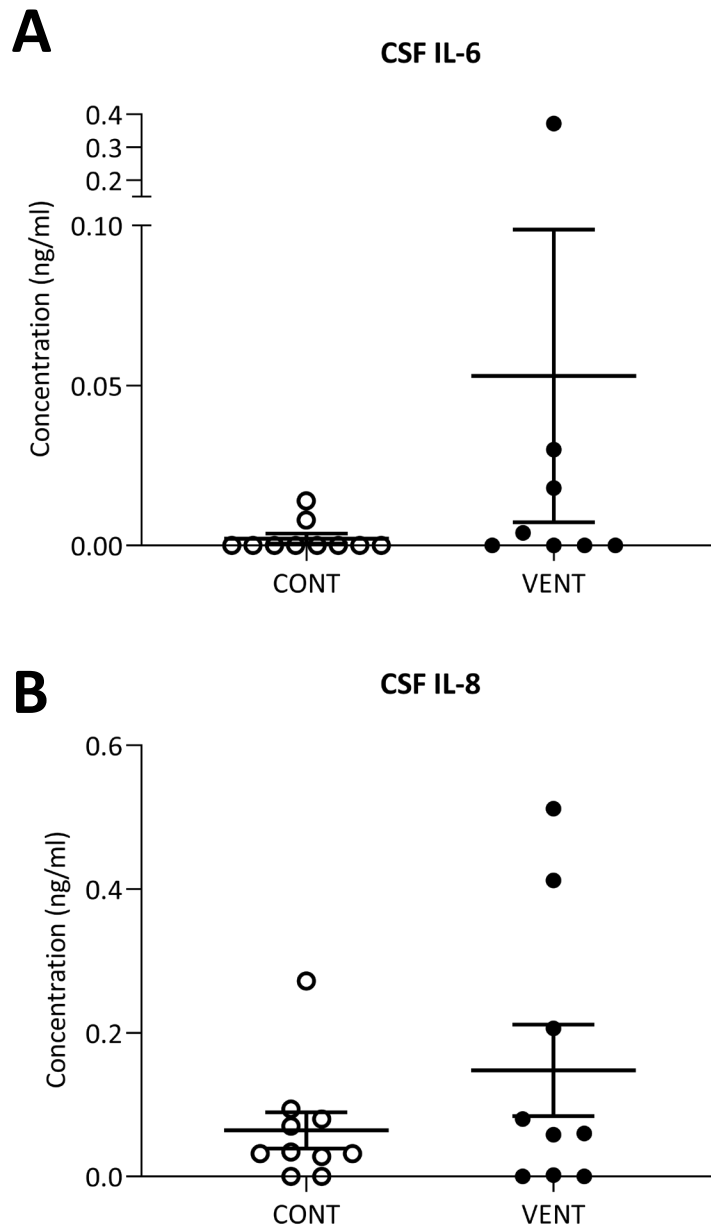 A
CSF IL-6
Concentration (ng/ml)
0.4
0.3
0.2
0.10
0.05
0.00
CONT VENT
B
CSF IL-8
Concentration (ng/ml)
0.6
0.4
0.2
0.0
CONT VENT